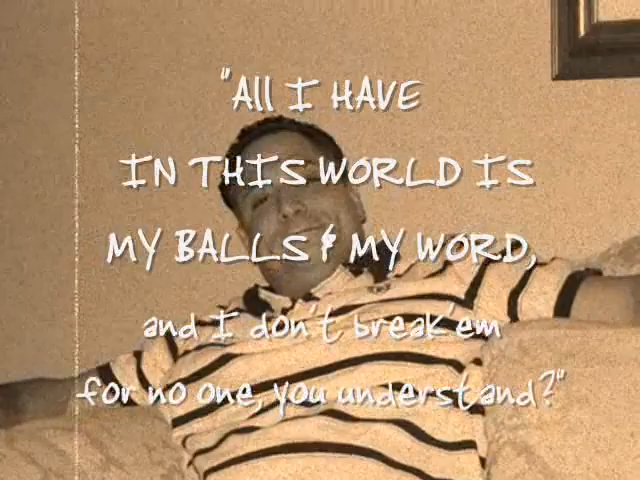 "All I HAVE
IN THIS WORLD IS
MY BALLS & MY WORD,
and I don't break'em
for no one, you understand?"